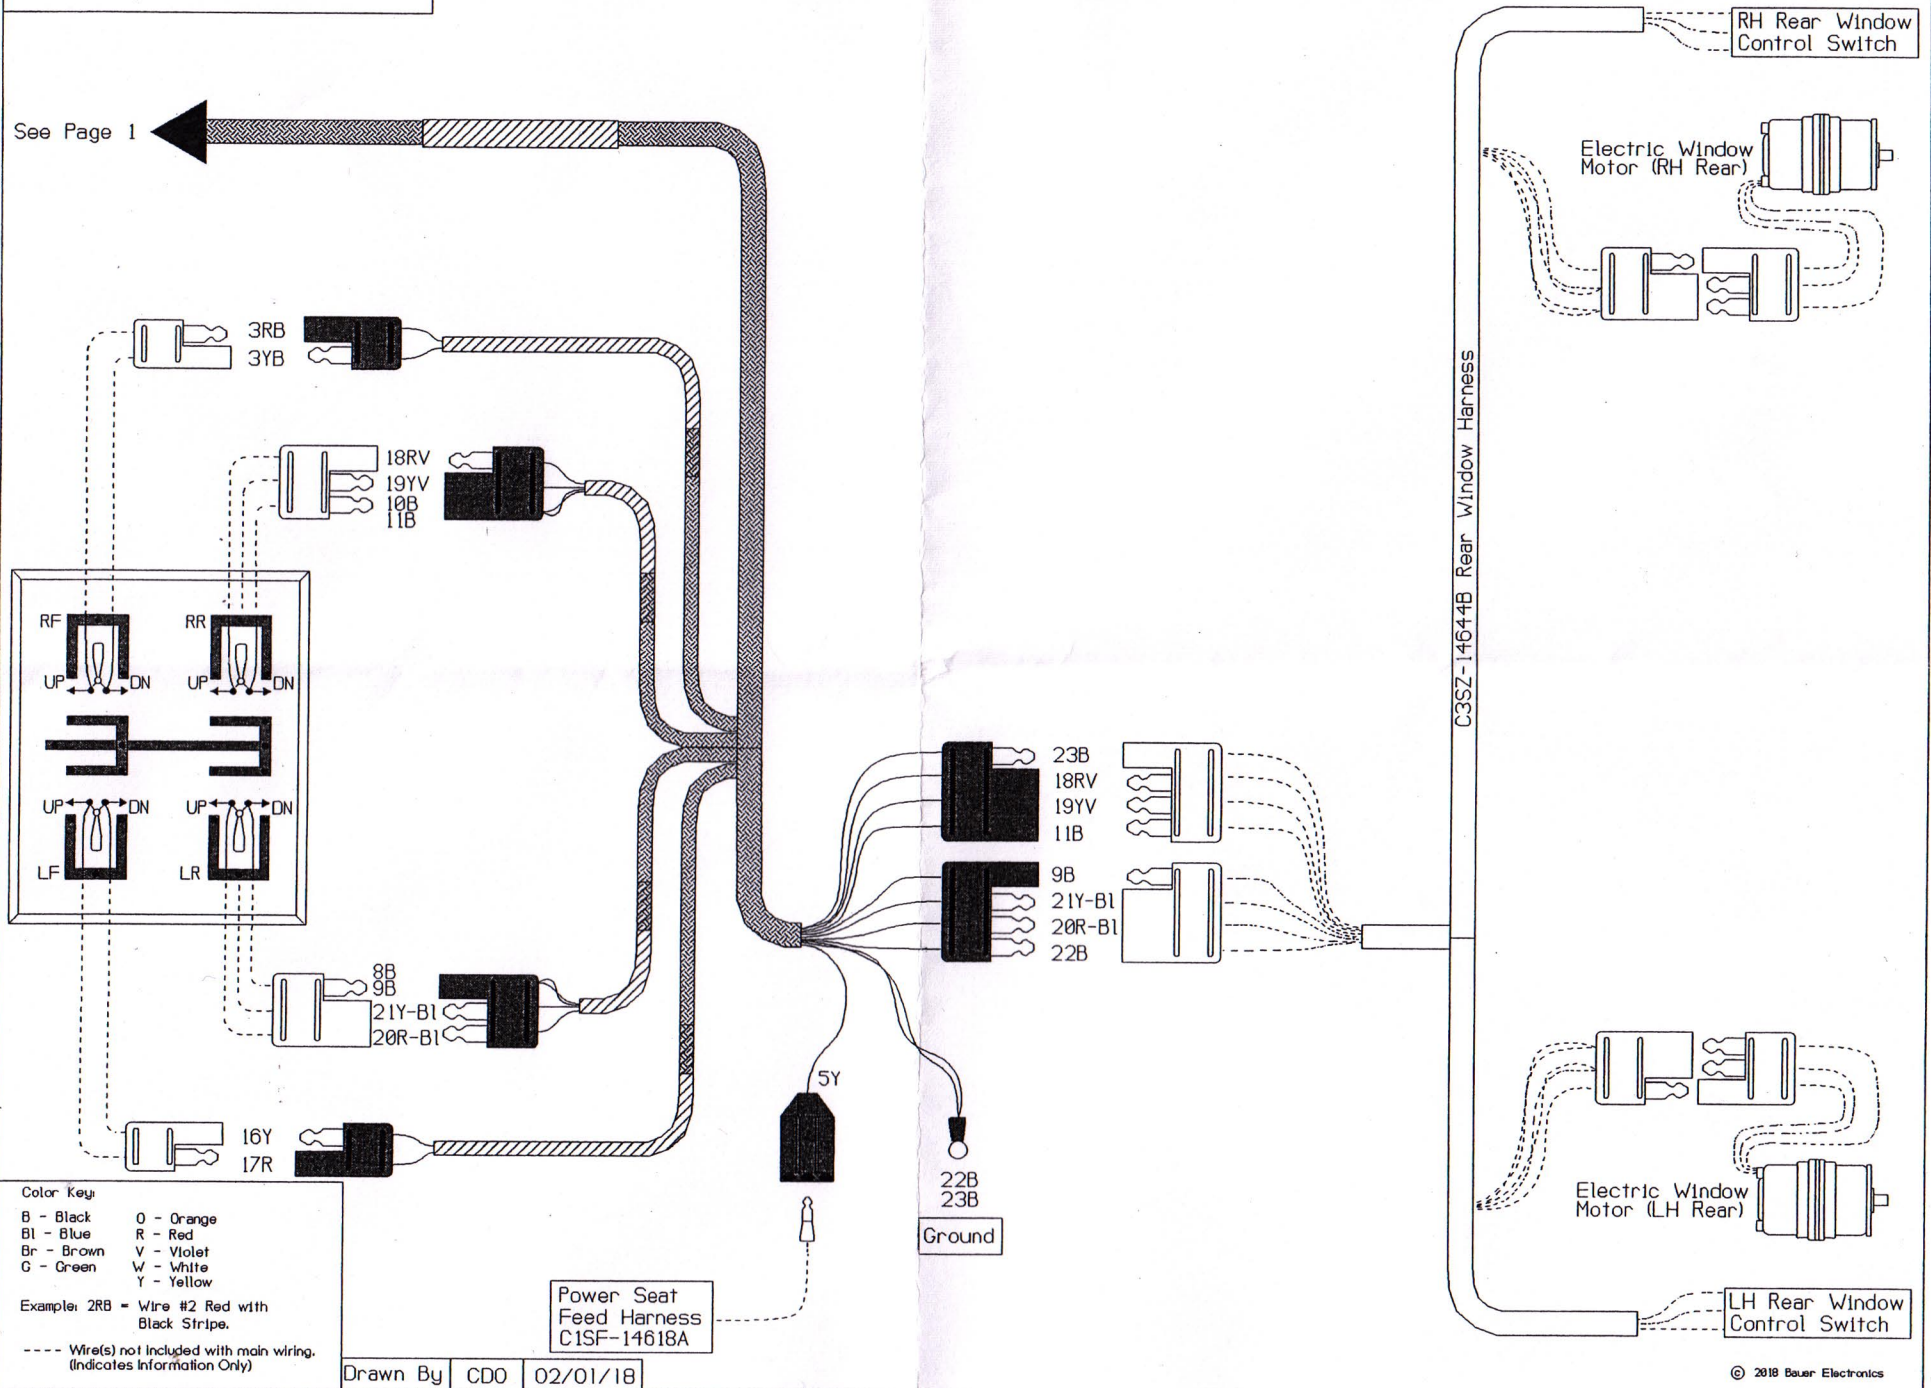 RH Rear Window
Control Switch
See Page 1
Electric Window
Motor (RH Rear)
3RB
3YB
18RV
19YV
10B
11B
C3SZ-14644B Rear Window Harness
RF
RR
UP
DN
UP
DN
UP
DN
UP
DN
LF
LR
23B
18RV
19YV
11B
9B
21Y-Bl
20R-Bl
22B
8B
9B
21Y-Bl
20R-Bl
5Y
16Y
17R
22B
23B
Ground
Electric Window
Motor (LH Rear)
Color Key:
B - Black
O - Orange
Bl - Blue
R - Red
Br - Brown
V - Violet
G - Green
W - White
Y - Yellow
Example: 2RB = Wire #2 Red with
Black Stripe.
---- Wire(s) not included with main wiring.
(Indicates Information Only)
Power Seat
Feed Harness
C1SF-14618A
LH Rear Window
Control Switch
Drawn By CDO 02/01/18
© 2018 Bauer Electronics